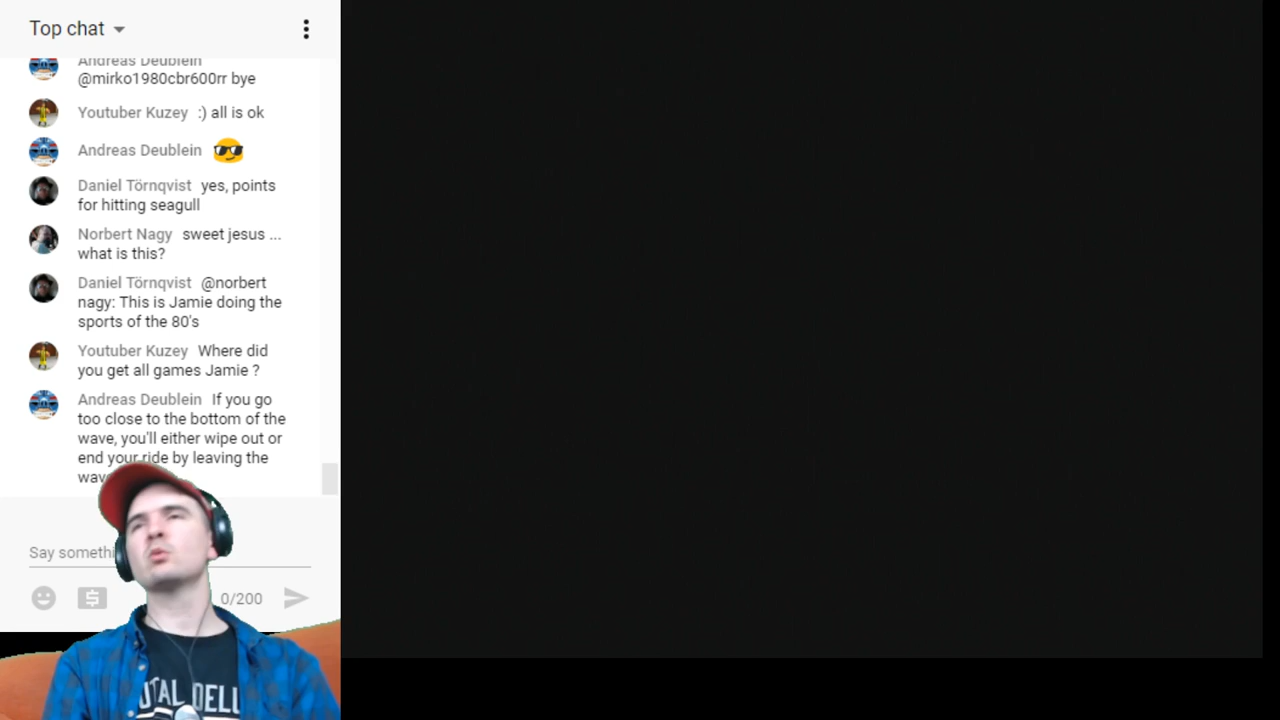 Top chat
Andreas Deublein
@mirko1980cbr600rr bye
Youtuber Kuzey :) all is ok
Andreas Deublein
Daniel Törnqvist yes, points
for hitting seagull
Norbert Nagy sweet jesus ...
what is this?
Daniel Törnqvist @norbert
nagy: This is Jamie doing the
sports of the 80's
Youtuber Kuzey Where did
you get all games Jamie ?
Andreas Deublein If you go
too close to the bottom of the
wave, you'll either wipe out or
end your ride by leaving the
Say
0/200